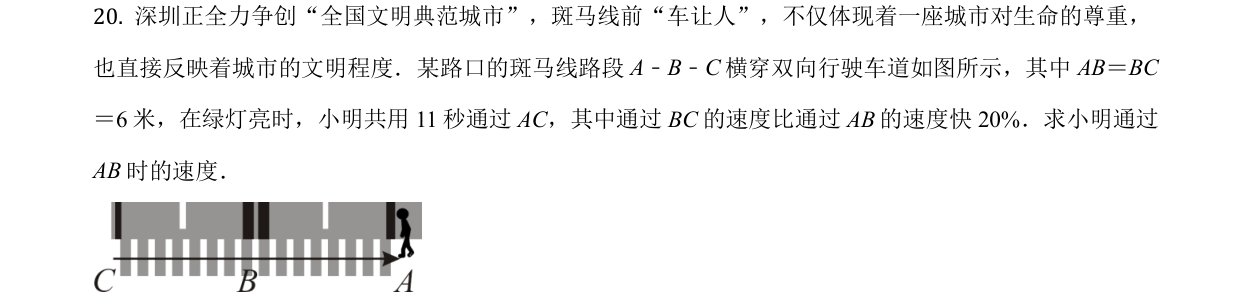 20. 深圳正全力争创“全国文明典范城市”，斑马线前“车让人”，不仅体现着一座城市对生命的尊重，
也直接反映着城市的文明程度．某路口的斑马线路段 A﹣B﹣C 横穿双向行驶车道如图所示，其中 AB＝BC
＝6 米，在绿灯亮时，小明共用 11 秒通过 AC，其中通过 BC 的速度比通过 AB 的速度快 20%．求小明通过
AB 时的速度．
C B A